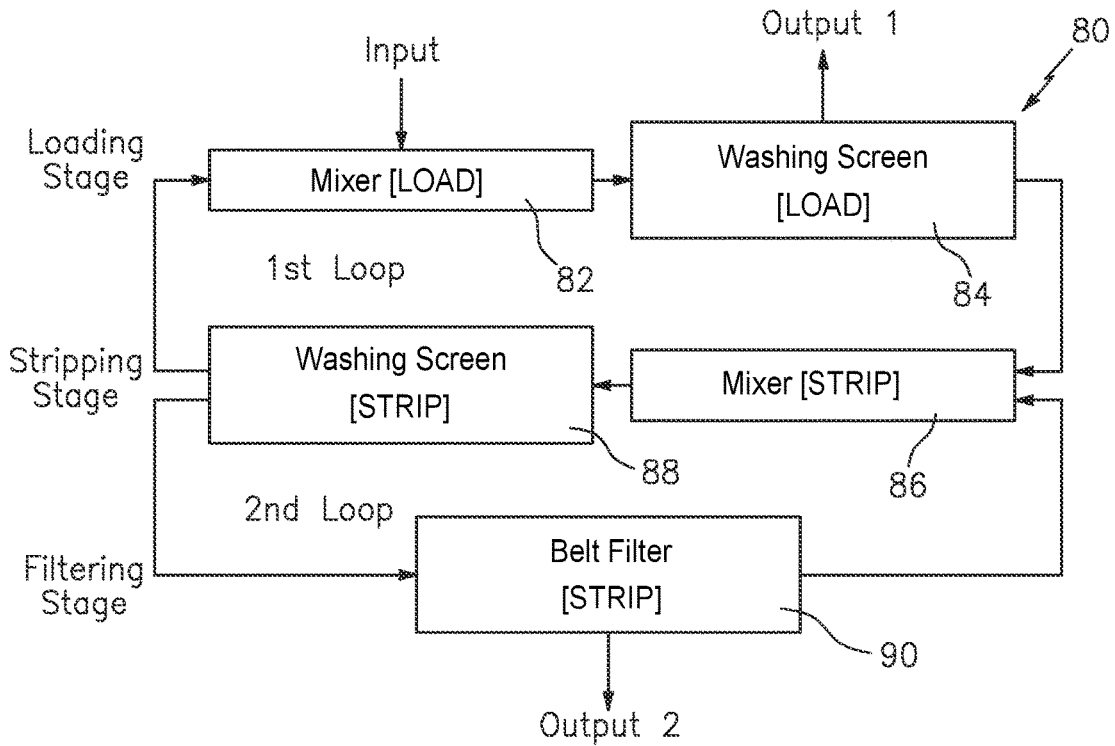 Output 1
80
Input
Loading
Stage
Mixer [LOAD]
Washing Screen
[LOAD]
82
84
1st Loop
Stripping
Stage
Washing Screen
[STRIP]
Mixer [STRIP]
88
86
2nd Loop
Filtering
Stage
Belt Filter
[STRIP]
90
Output 2